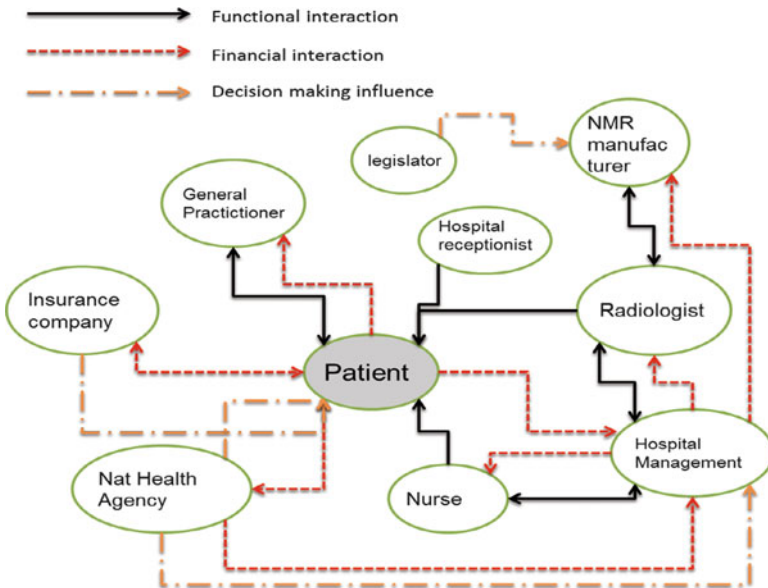 Functional interaction
Financial interaction
Decision making influence
NMR
manufac
turer
legislator
General
Practictioner
Hospital
receptionist
Insurance
company
Radiologist
Patient
Hospital
Management
Nat Health
Agency
Nurse